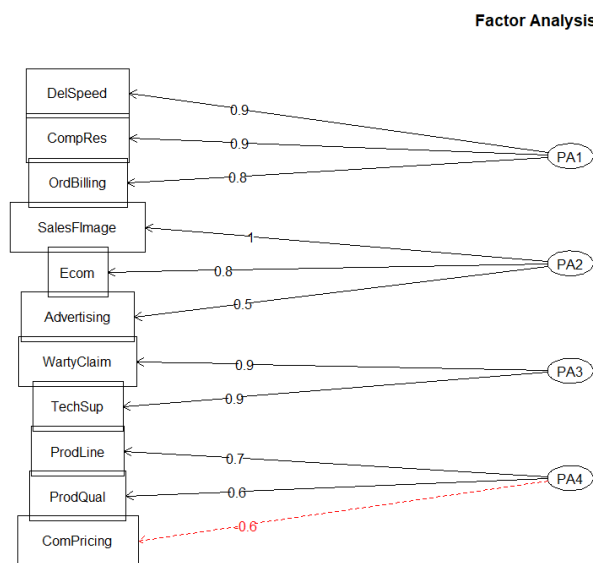 Factor Analysis
DelSpeed
0.9
CompRes
0.9
PA1
OrdBilling
0.8
SalesFImage
1
Ecom
0.8
PA2
Advertising
0.5
WartyClaim
0.9
PA3
TechSup
0.9
ProdLine
0.7
PA4
ProdQual
0.6
ComPricing
-0.6